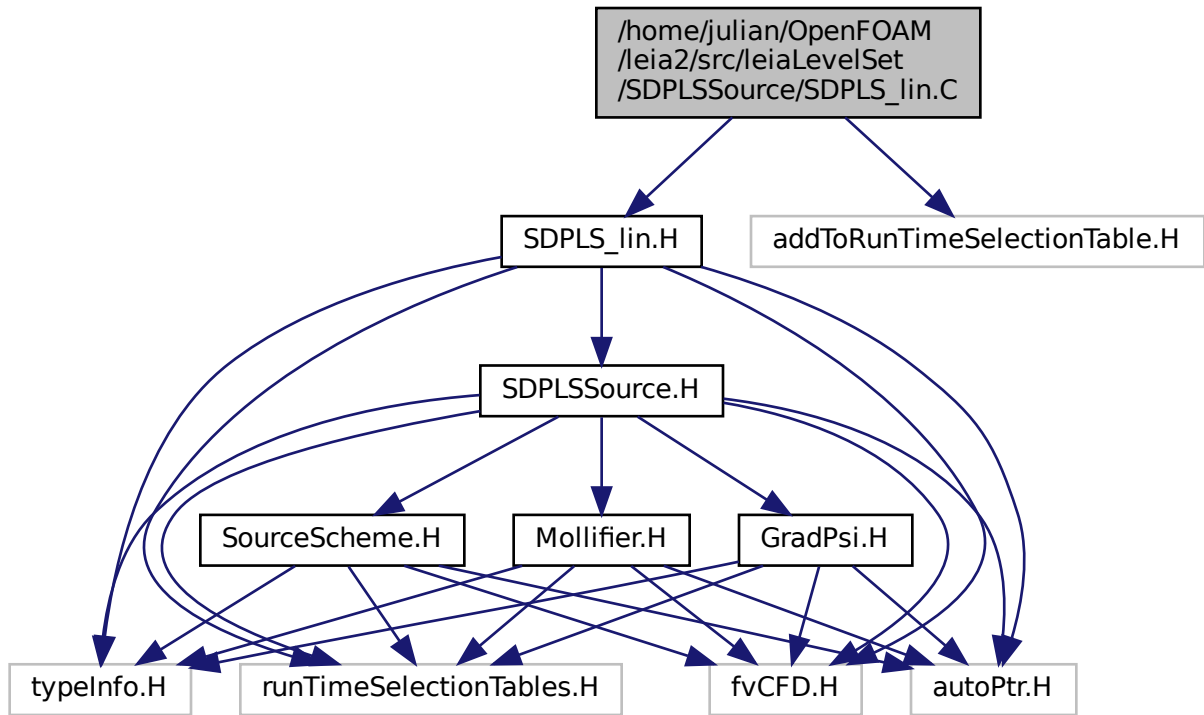 /home/julian/OpenFOAM
/leia2/src/leiaLevelSet
/SDPLSSource/SDPLS_lin.C
SDPLS_lin.H
addToRunTimeSelectionTable.H
SDPLSSource.H
SourceScheme.H
Mollifier.H
GradPsi.H
typeInfo.H
runTimeSelectionTables.H
fvCFD.H
autoPtr.H